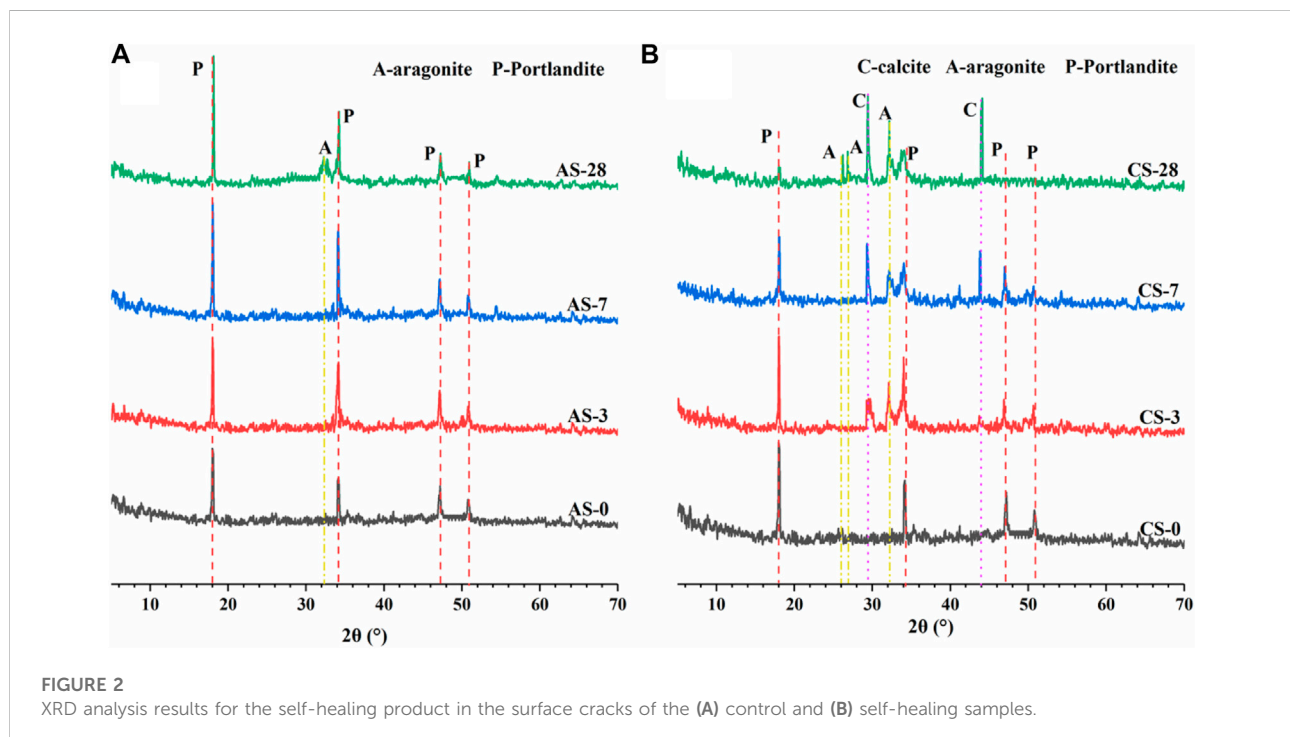 A
P
A-aragonite P-Portlandite
P
A
P
P
AS-28
AS-7
AS-3
AS-0
10 20 30 40 50 60 70
2θ (°)
B
C-calcite A-aragonite P-Portlandite
C
C
A
P
A
A
P
P
P
CS-28
CS-7
CS-3
CS-0
10 20 30 40 50 60 70
2θ (°)
FIGURE 2
XRD analysis results for the self-healing product in the surface cracks of the (A) control and (B) self-healing samples.